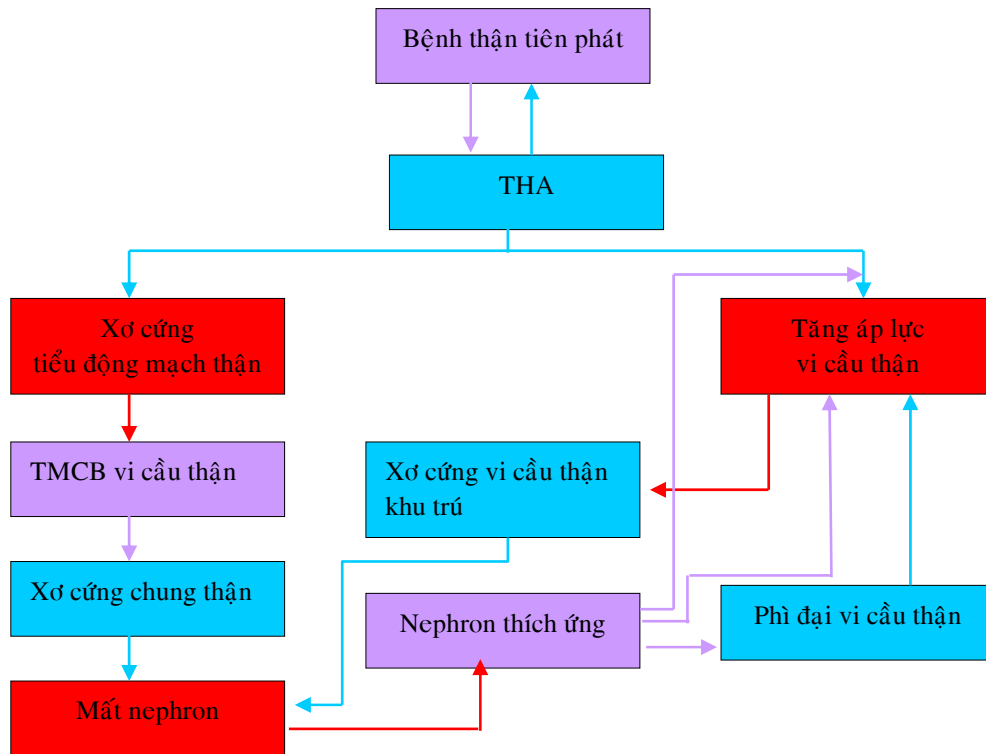 Bệnh thận tiên phát
THA
Xơ cứng
tiểu động mạch thận
Tăng áp lực
vi cầu thận
TMCB vi cầu thận
Xơ cứng vi cầu thận
khu trú
Xơ cứng chung thận
Nephron thích ứng
Phì đại vi cầu thận
Mất nephron